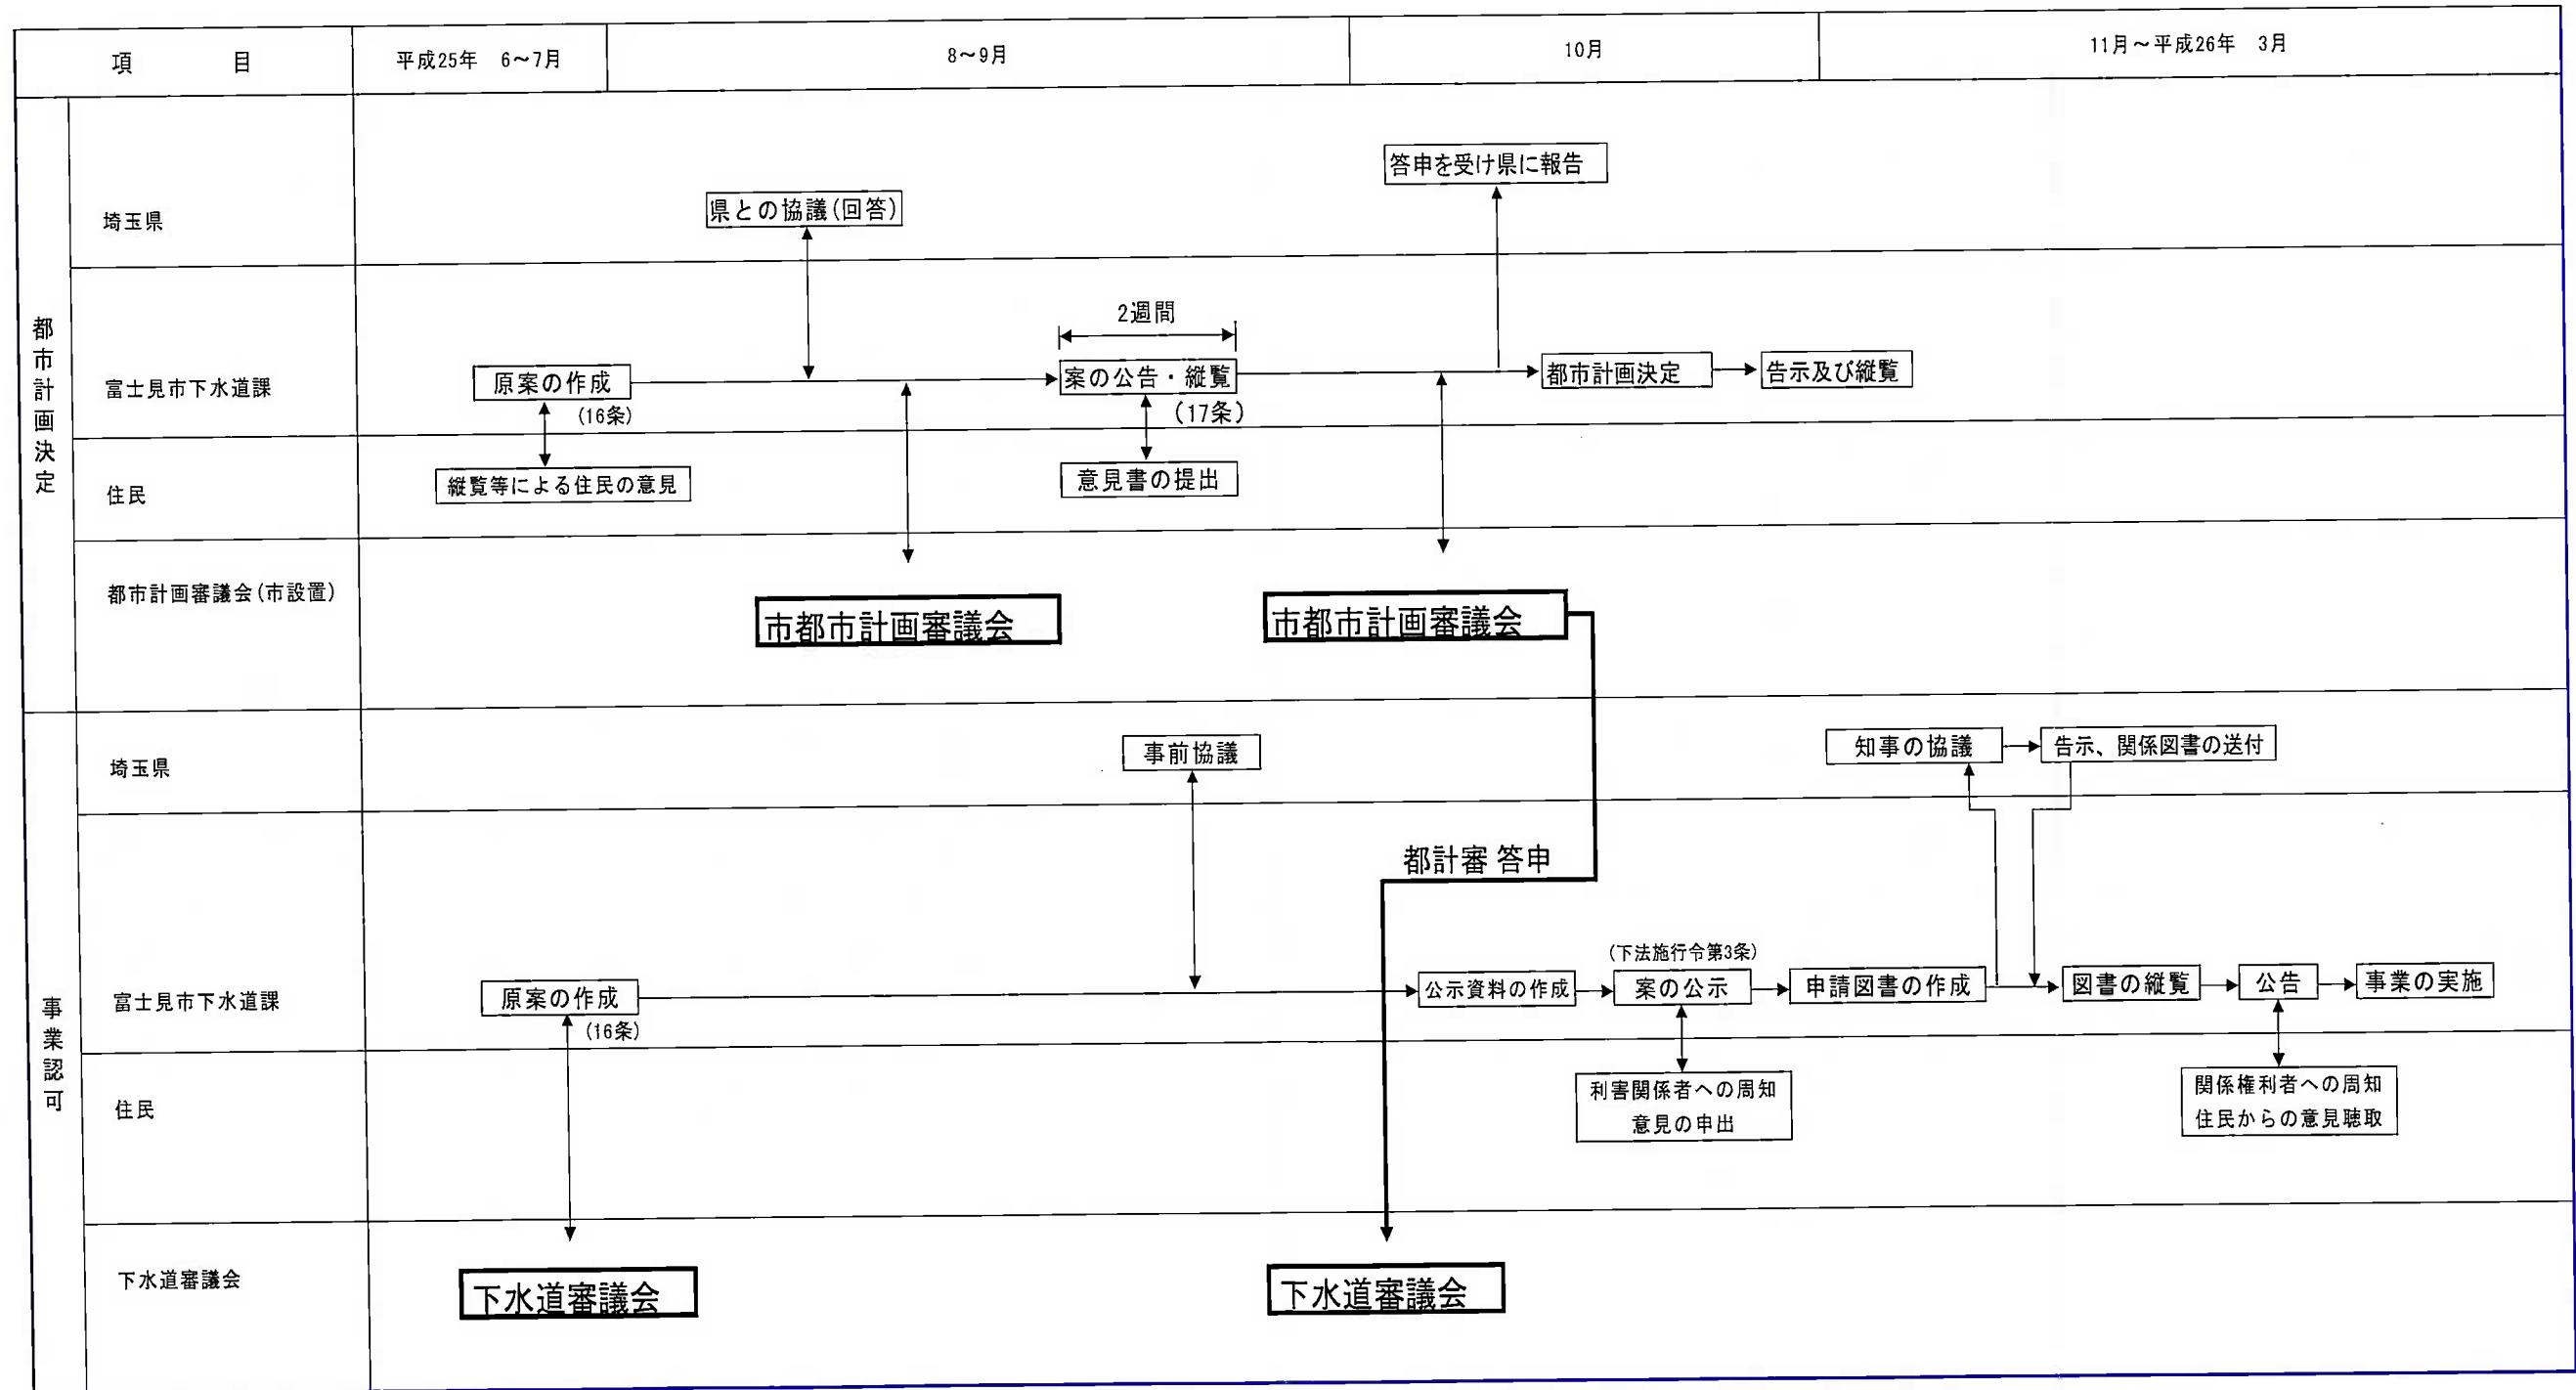 項　目
平成25年　6～7月
8～9月
10月
11月～平成26年　3月
都市計画決定
埼玉県
県との協議(回答)
答申を受け県に報告
富士見市下水道課
2週間
原案の作成
案の公告・縦覧
都市計画決定
告示及び縦覧
(16条)
(17条)
住民
縦覧等による住民の意見
意見書の提出
都市計画審議会(市設置)
市都市計画審議会
市都市計画審議会
事業認可
埼玉県
事前協議
知事の協議
告示、関係図書の送付
都計審 答申
富士見市下水道課
(下法施行令第3条)
原案の作成
公示資料の作成
案の公示
申請図書の作成
図書の縦覧
公告
事業の実施
(16条)
住民
利害関係者への周知
意見の申出
関係権利者への周知
住民からの意見聴取
下水道審議会
下水道審議会
下水道審議会